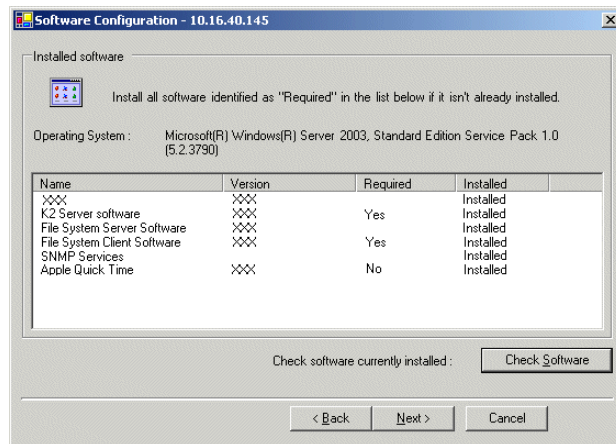 Software Configuration - 10.16.40.145
Installed software
Install all software identified as "Required" in the list below if it isn't already installed.
Operating System : Microsoft(R) Windows(R) Server 2003, Standard Edition Service Pack 1.0
(5.2.3790)
Name Version Required Installed
XXX XXX Installed
K2 Server software XXX Yes Installed
File System Server Software XXX Installed
File System Client Software XXX Yes Installed
SNMP Services Installed
Apple Quick Time XXX No Installed
Check software currently installed : Check Software
< Back Next > Cancel